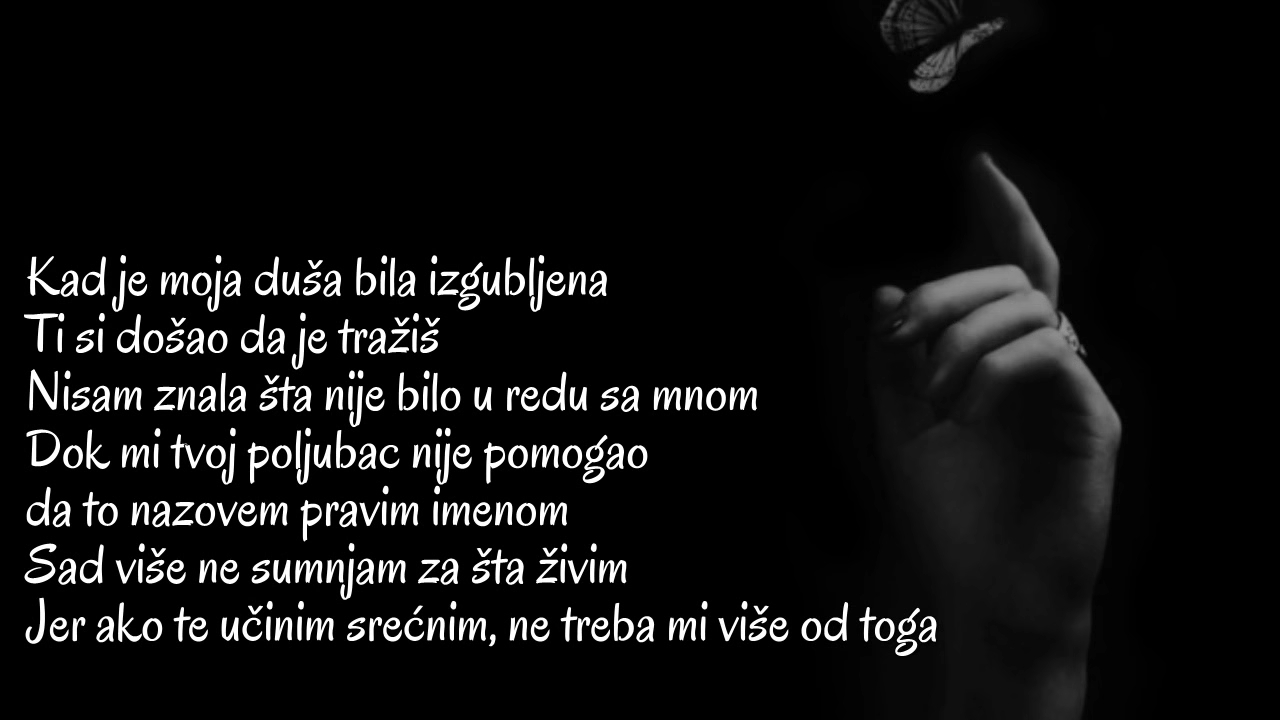 Kad je moja duša bila izgubljena
Ti si došao da je tražiš
Nisam znala šta nije bilo u redu sa mnom
Dok mi tvoj poljubac nije pomogao
da to nazovem pravim imenom
Sad više ne sumnjam za šta živim
Jer ako te učinim srećnim, ne treba mi više od toga